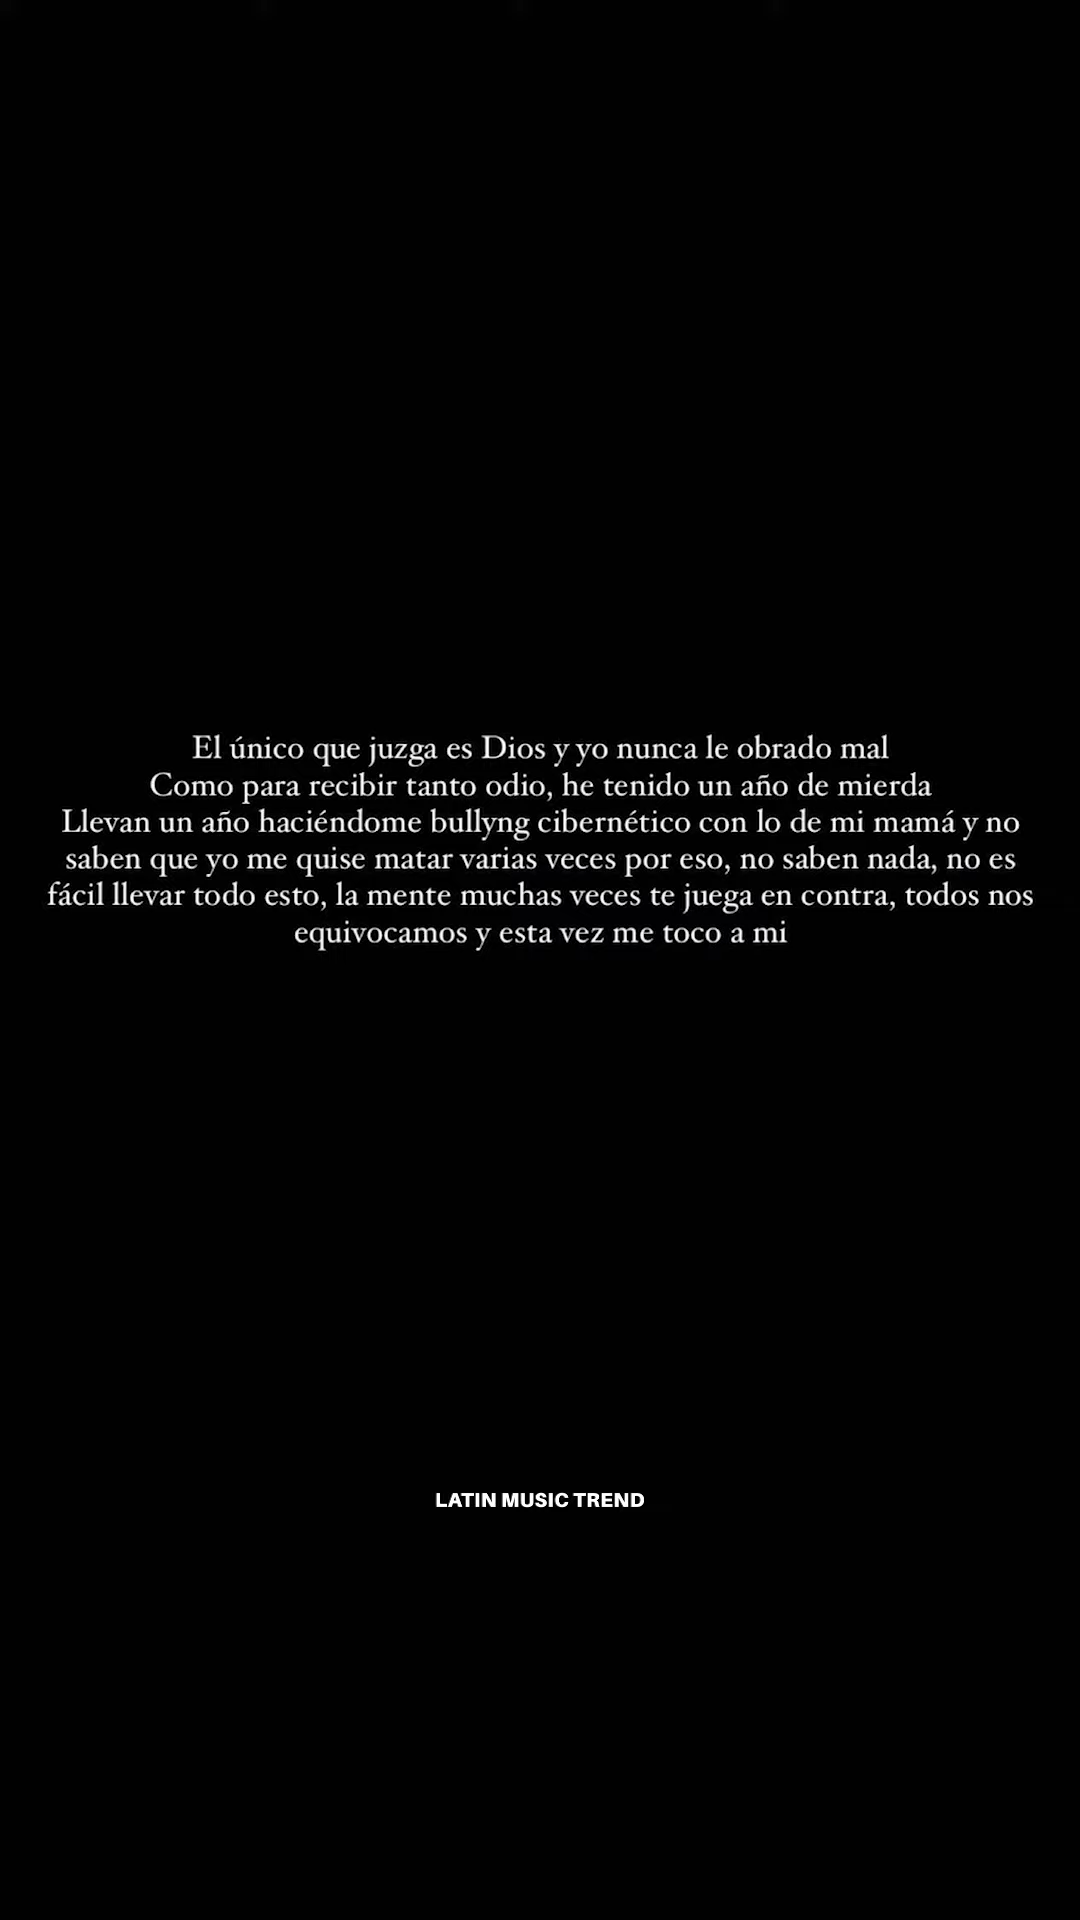 El único que juzga es Dios y yo nunca le obrado mal
Como para recibir tanto odio, he tenido un año de mierda
Llevan un año haciéndome bullyng cibernético con lo de mi mamá y no
saben que yo me quise matar varias veces por eso, no saben nada, no es
fácil llevar todo esto, la mente muchas veces te juega en contra, todos nos
equivocamos y esta vez me toco a mi
LATIN MUSIC TREND